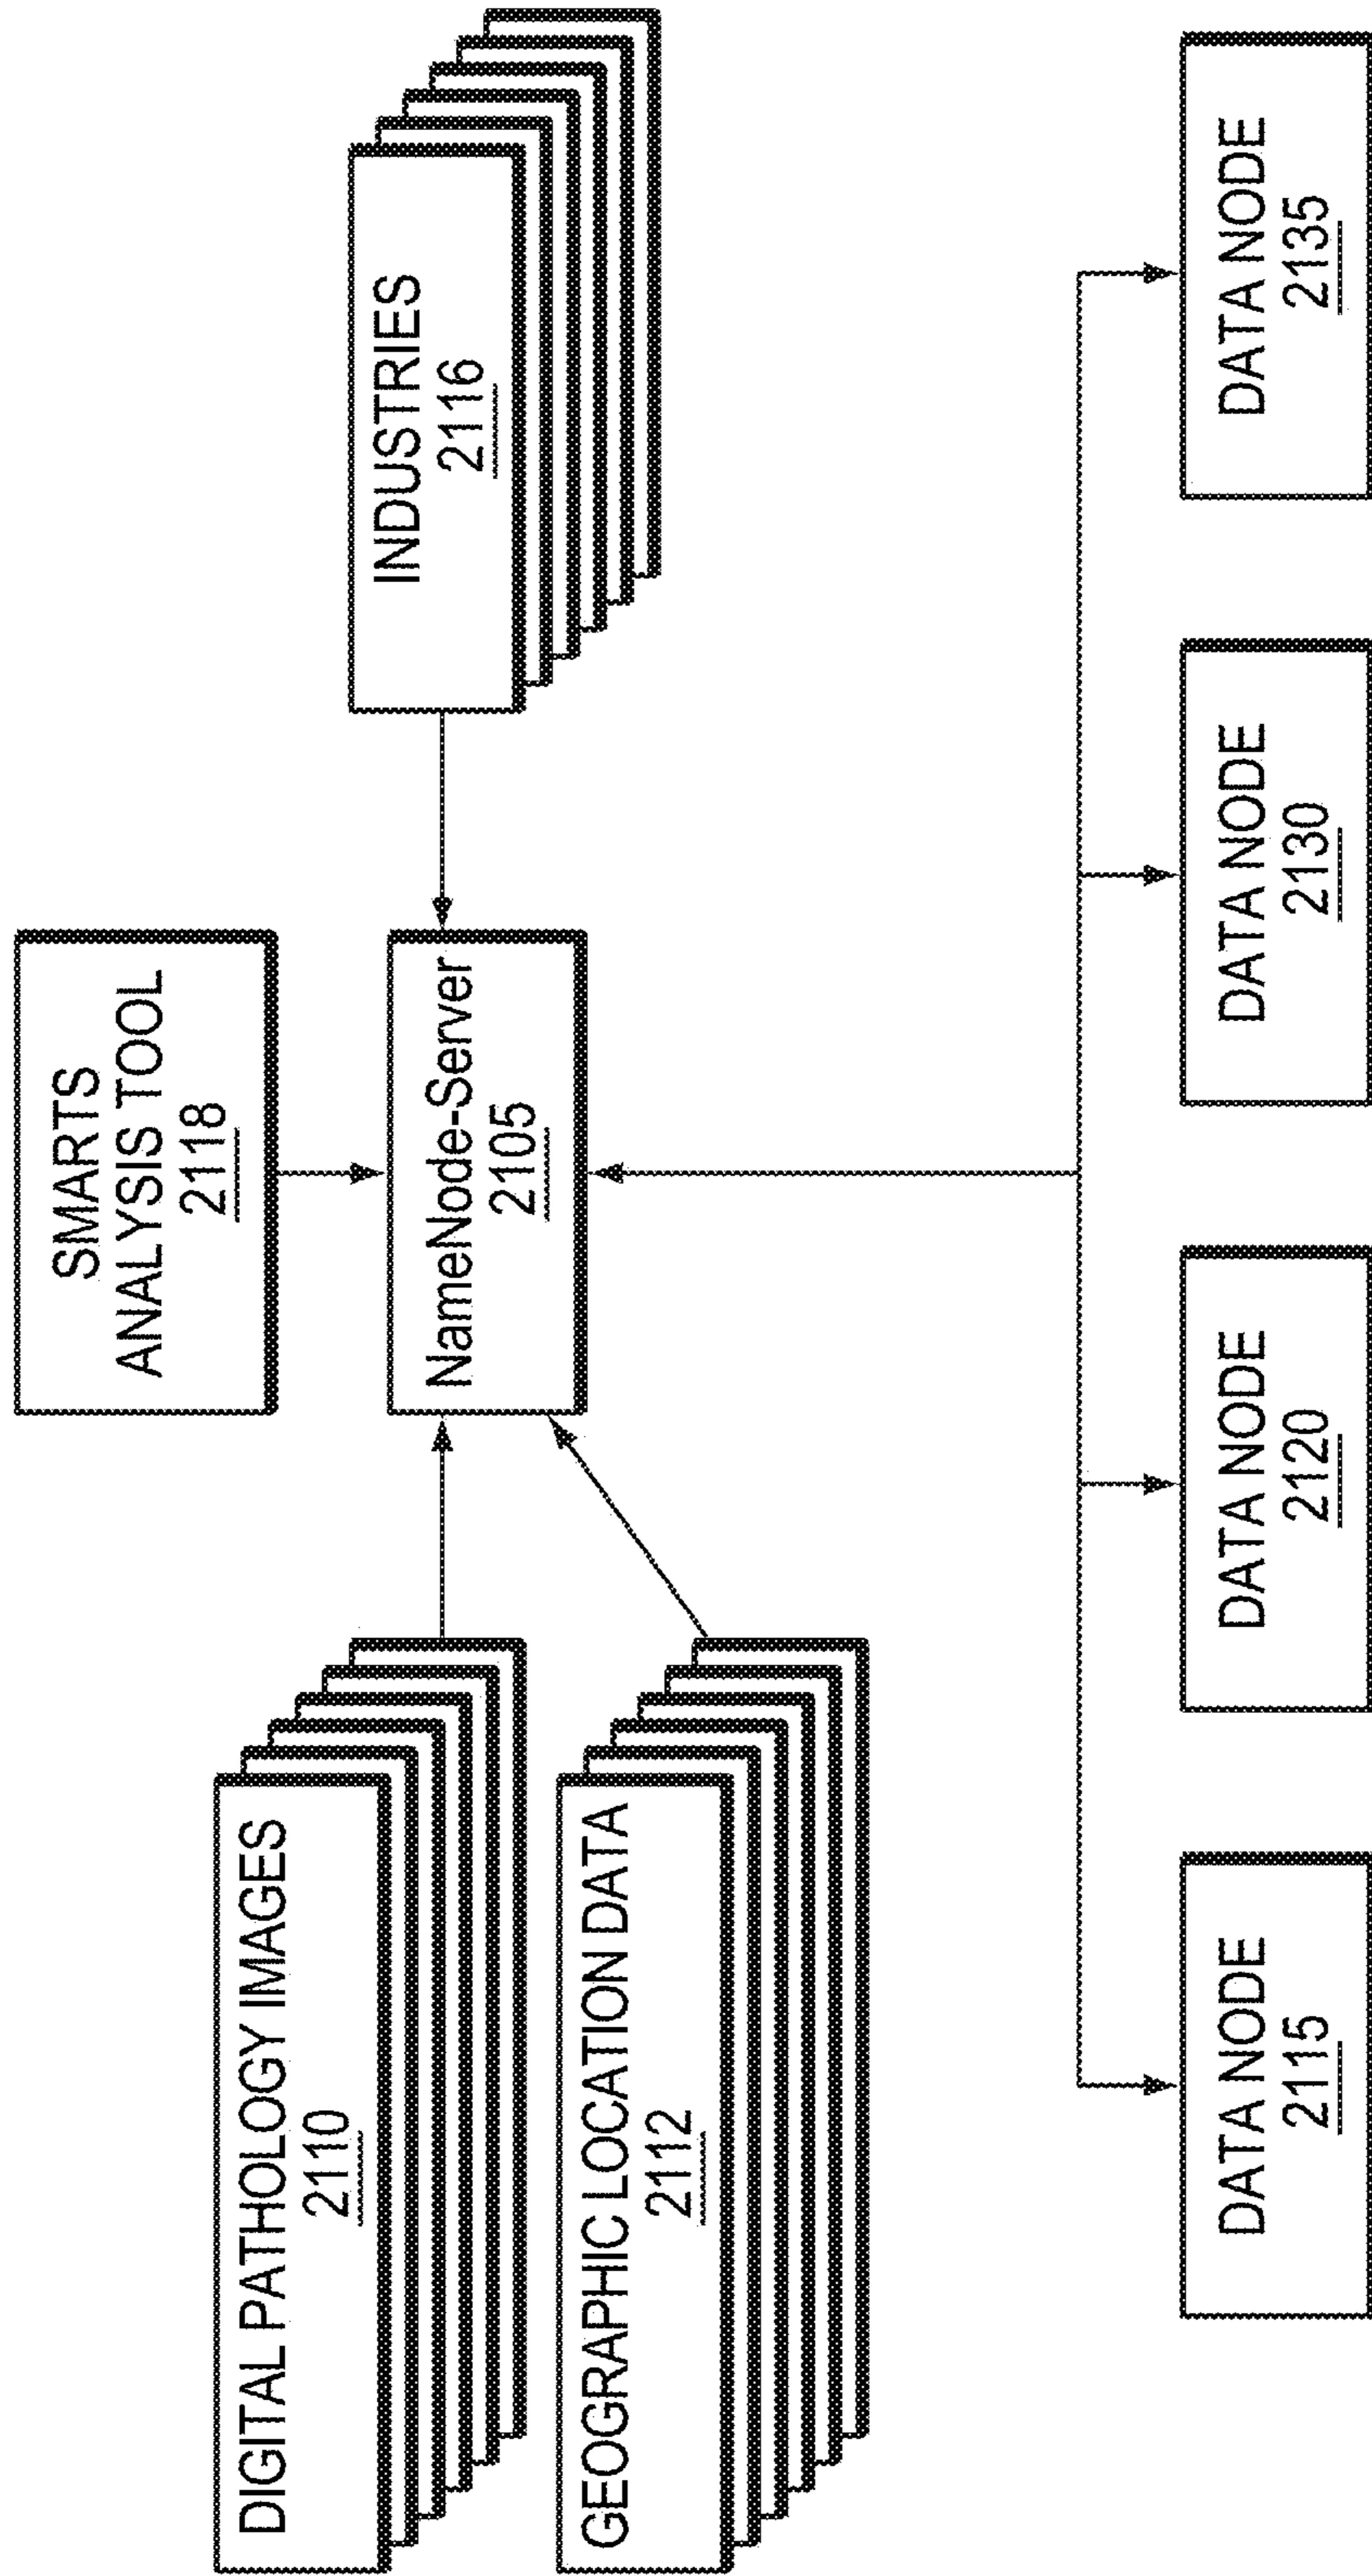 SMARTS
ANALYSIS TOOL
2118
DIGITAL PATHOLOGY IMAGES
2110
NameNode-Server
2105
INDUSTRIES
2116
GEOGRAPHIC LOCATION DATA
2112
DATA NODE
2115
DATA NODE
2120
DATA NODE
2130
DATA NODE
2135